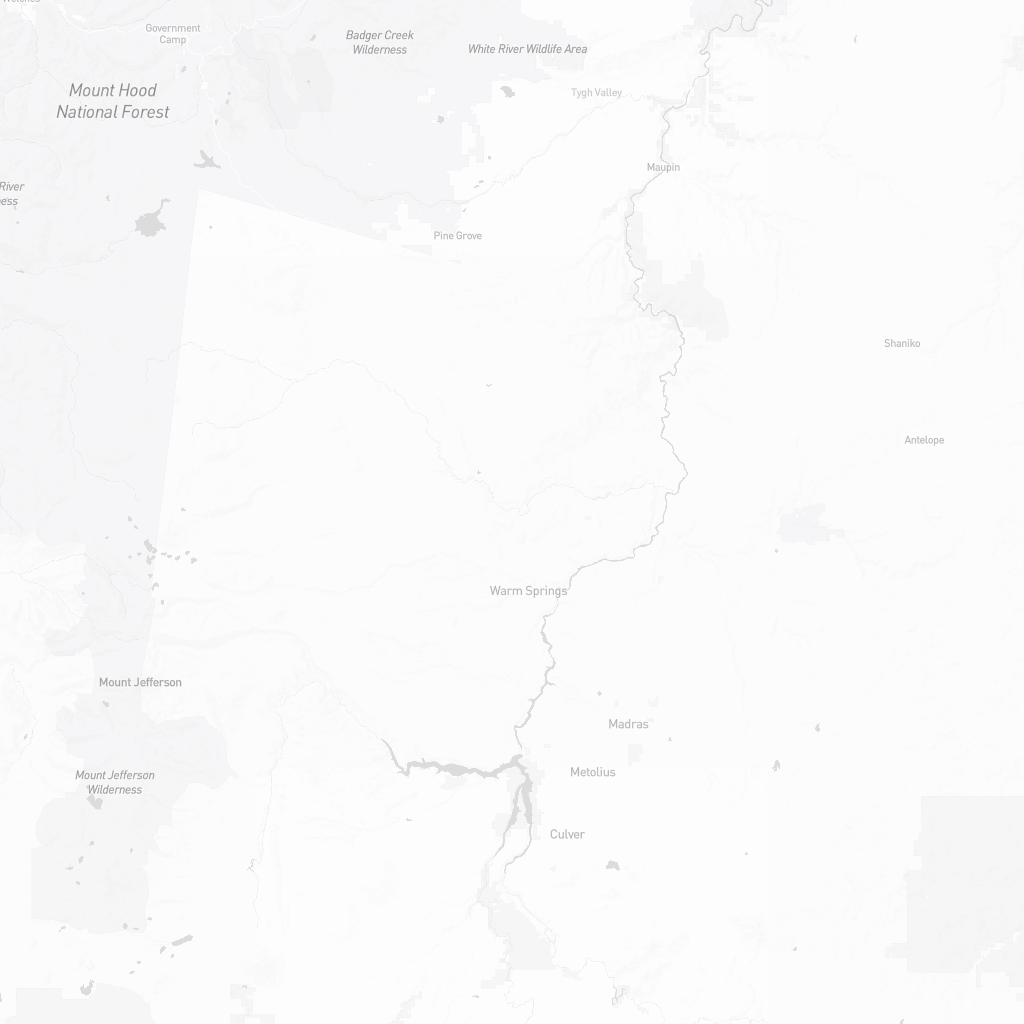 Government
Camp
Badger Creek
Wilderness
White River Wildlife Area
Mount Hood
National Forest
Tygh Valley
Maupin
River
Pine Grove
Shaniko
Antelope
Warm Springs
Mount Jefferson
Madras
Mount Jefferson
Wilderness
Metolius
Culver